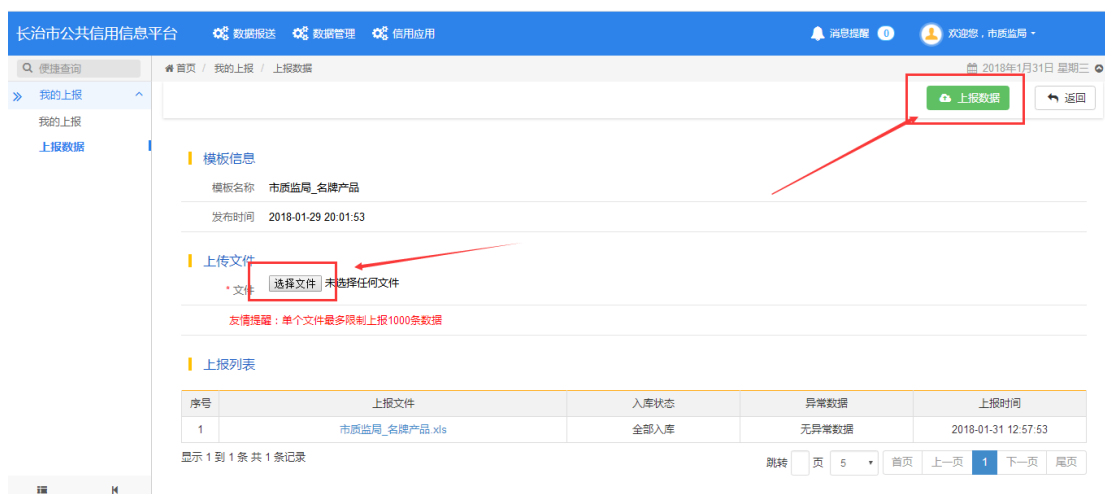 长治市公共信用信息平台 数据报送 数据管理 信用应用 消息提醒 0 欢迎您，市质监局
便捷查询 首页 / 我的上报 / 上报数据 2018年1月31日 星期三
我的上报 上报数据 返回
我的上报
上报数据
模板信息
模板名称 市质监局_名牌产品
发布时间 2018-01-29 20:01:53
上传文件
* 文件 选择文件 未选择任何文件
友情提醒：单个文件最多限制上报1000条数据
上报列表
序号 上报文件 入库状态 异常数据 上报时间
1 市质监局_名牌产品.xls 全部入库 无异常数据 2018-01-31 12:57:53
显示 1 到 1 条 共 1 条记录 跳转 页 5 首页 上一页 1 下一页 尾页